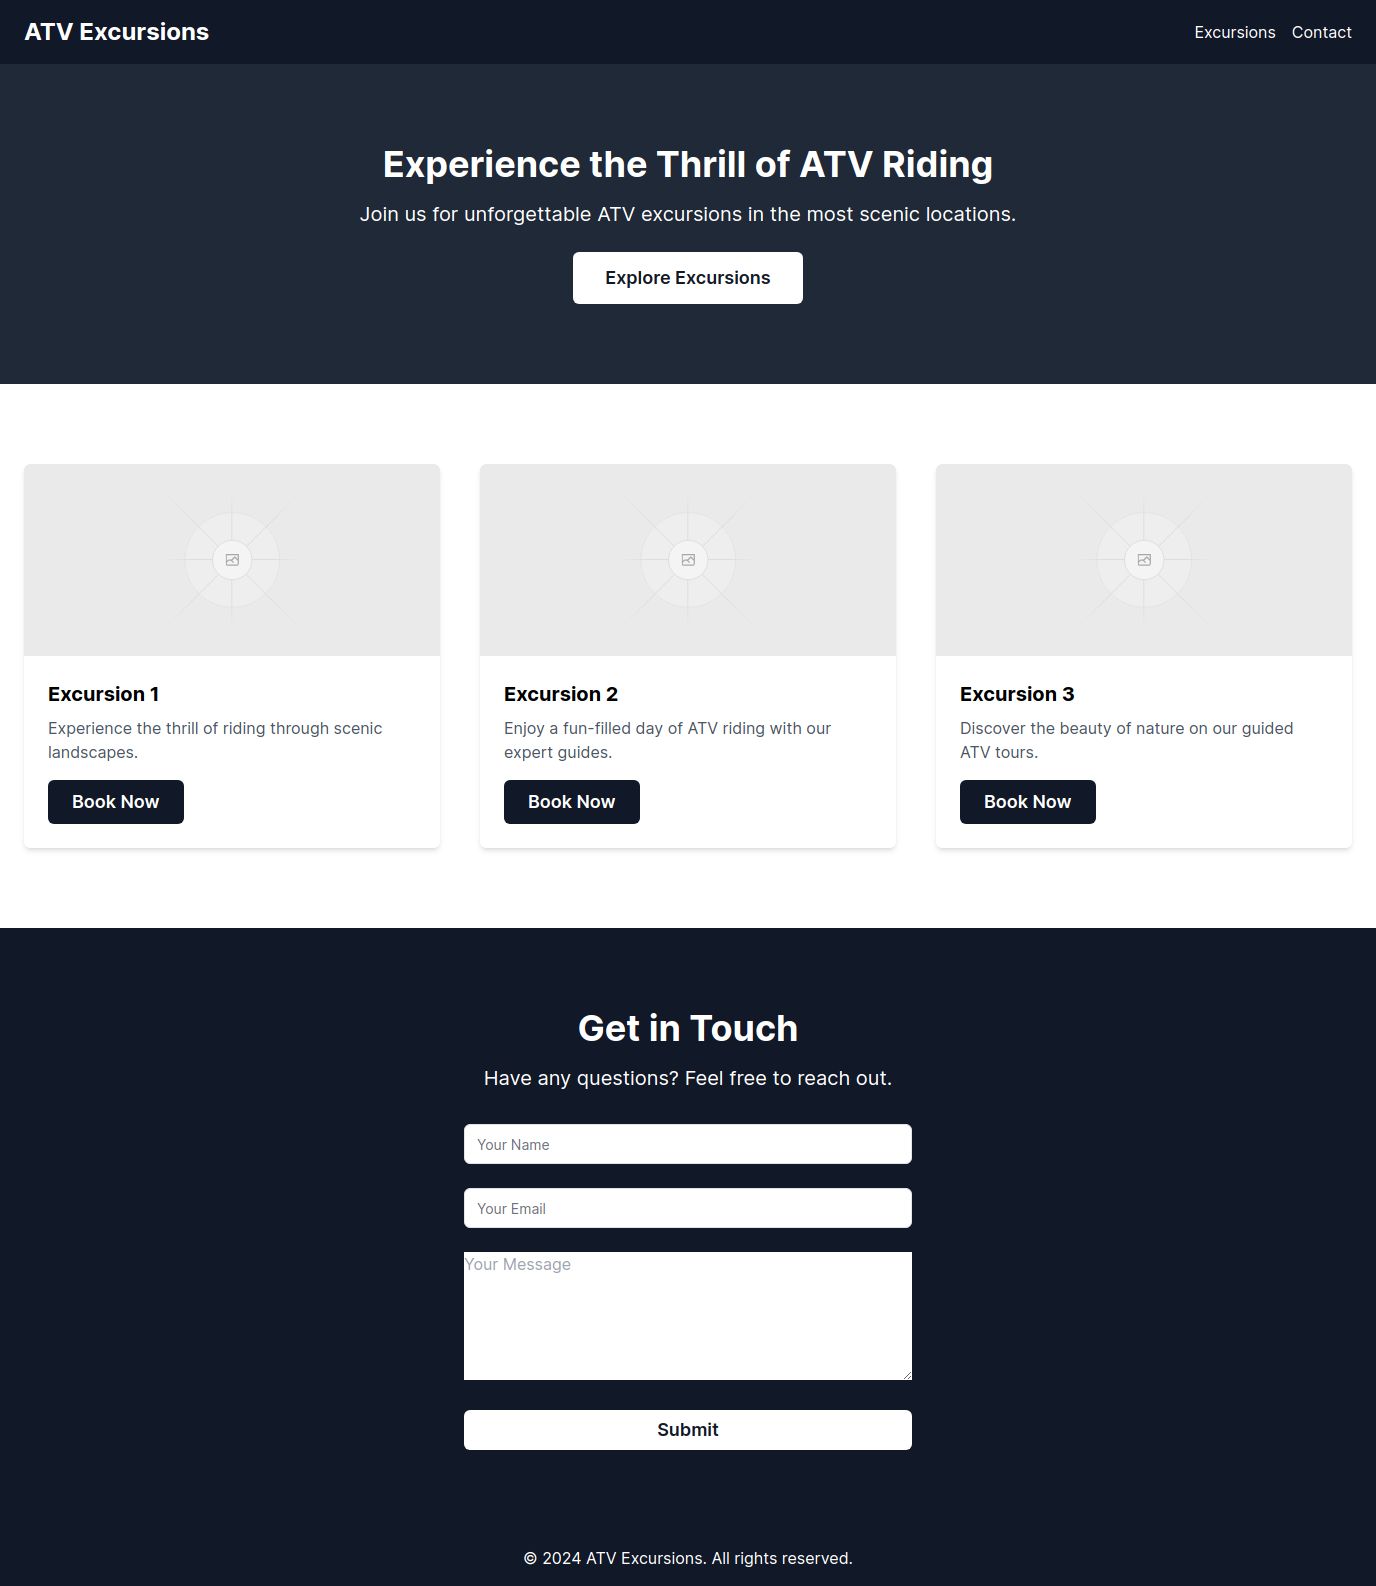 ATV Excursions
Excursions Contact
Experience the Thrill of ATV Riding
Join us for unforgettable ATV excursions in the most scenic locations.
Explore Excursions
Excursion 1
Experience the thrill of riding through scenic
landscapes.
Book Now
Excursion 2
Enjoy a fun-filled day of ATV riding with our
expert guides.
Book Now
Excursion 3
Discover the beauty of nature on our guided
ATV tours.
Book Now
Get in Touch
Have any questions? Feel free to reach out.
Your Name
Your Email
Your Message
Submit
© 2024 ATV Excursions. All rights reserved.